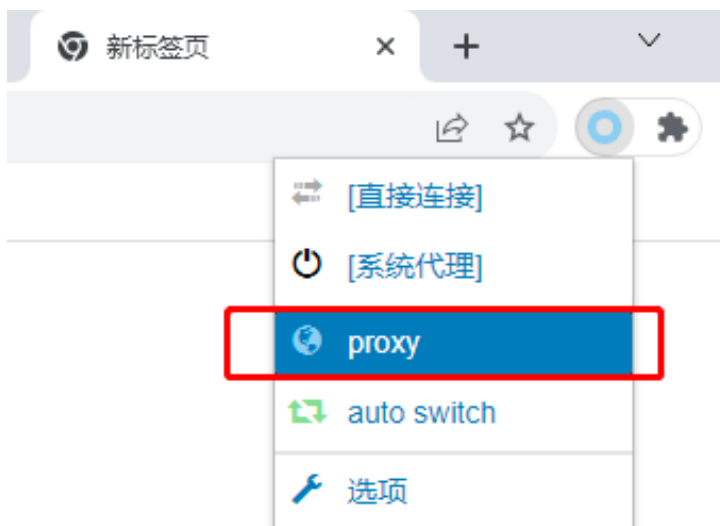 新标签页
[直接连接]
[系统代理]
proxy
auto switch
选项